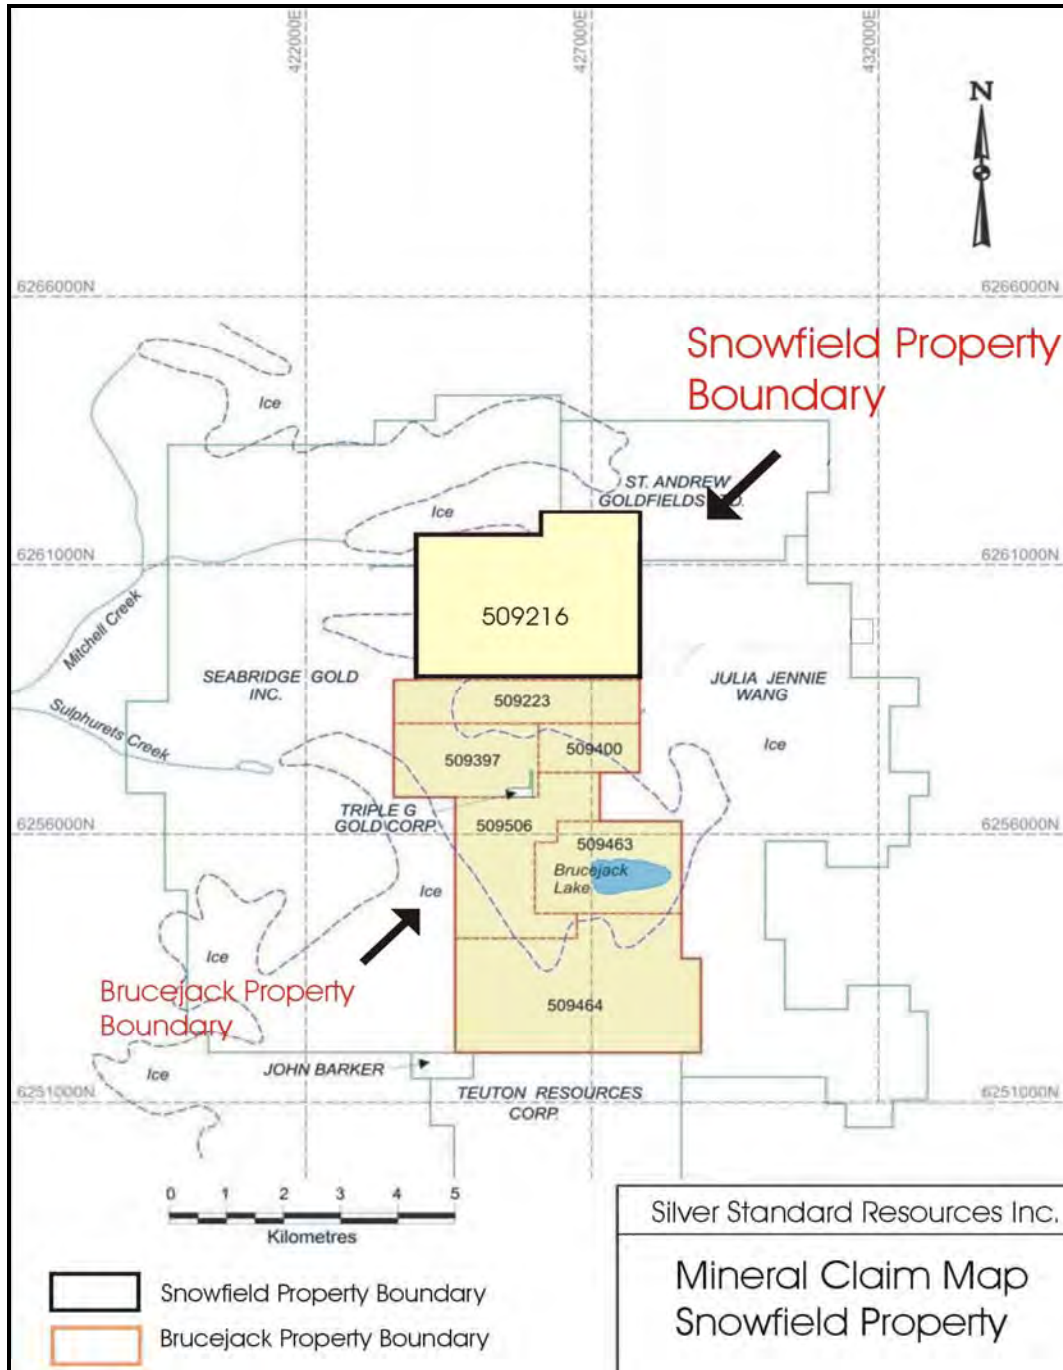 422000E
427000E
432000E
N
6266000N
6266000N
Snowfield Property
Boundary
Ice
ST. ANDREW
GOLDFIELDS LTD.
Ice
6261000N
6261000N
Mitchell Creek
509216
SEABRIDGE GOLD
INC.
JULIA JENNIE
WANG
509223
Sulphurets Creek
509397
509400
Ice
TRIPLE G
GOLD CORP.
6256000N
6256000N
509506
509463
Brucejack
Lake
Ice
Ice
Brucejack Property
Boundary
509464
Ice
JOHN BARKER
TEUTON RESOURCES
CORP.
6251000N
6251000N
0 1 2 3 4 5
Kilometres
Silver Standard Resources Inc.
Mineral Claim Map
Snowfield Property
Snowfield Property Boundary
Brucejack Property Boundary